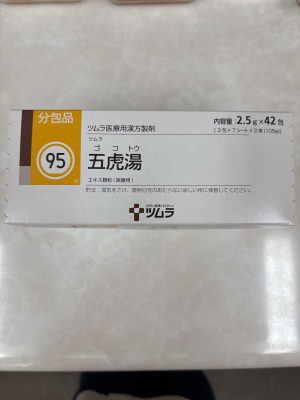 分包品
ツムラ医療用漢方製剤
内容量:2.5g×42包
[3包×7シート×2束(105g)]
ツムラ
95
ゴコトウ
五虎湯
エキス顆粒(医療用)
貯法:湿気をさけ、直射日光のあたらない涼しい所に保管してください。
ツムラ